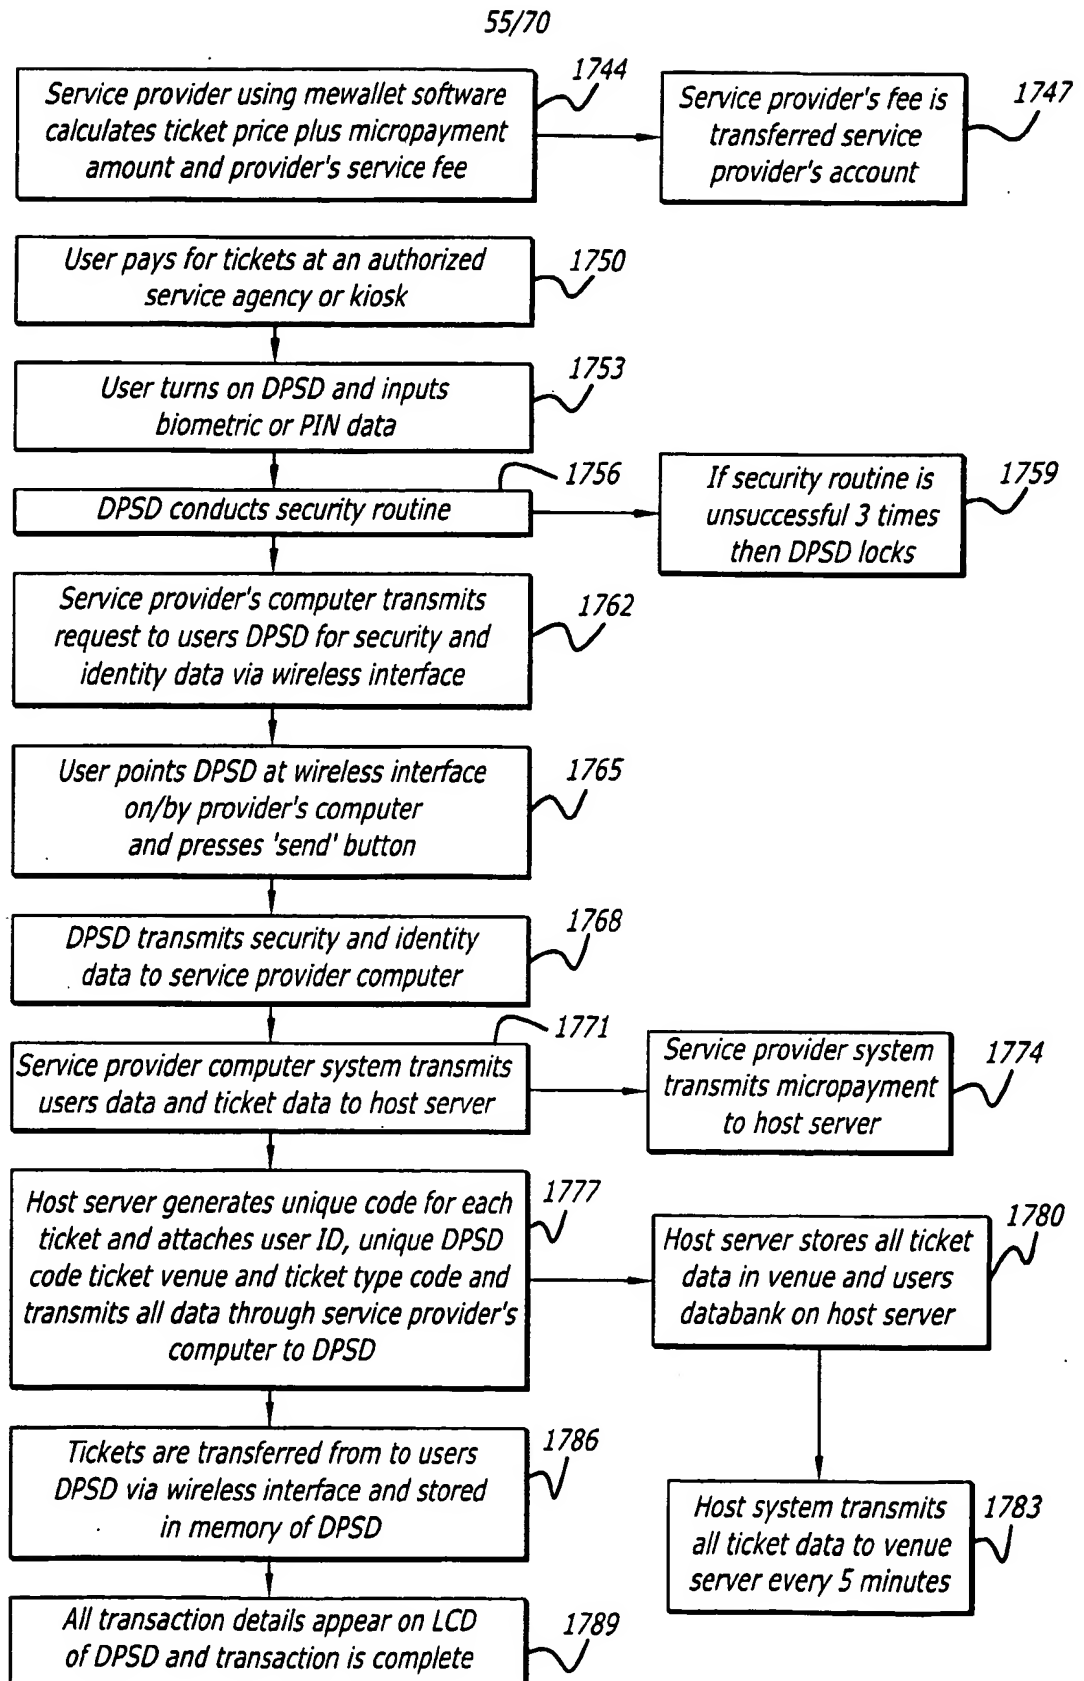 55/70
Service provider using mewallet software
calculates ticket price plus micropayment
amount and provider's service fee
1744
Service provider's fee is
transferred service
provider's account
1747
User pays for tickets at an authorized
service agency or kiosk
1750
User turns on DPSD and inputs
biometric or PIN data
1753
DPSD conducts security routine
1756
If security routine is
unsuccessful 3 times
then DPSD locks
1759
Service provider's computer transmits
request to users DPSD for security and
identity data via wireless interface
1762
User points DPSD at wireless interface
on/by provider's computer
and presses 'send' button
1765
DPSD transmits security and identity
data to service provider computer
1768
Service provider computer system transmits
users data and ticket data to host server
1771
Service provider system
transmits micropayment
to host server
1774
Host server generates unique code for each
ticket and attaches user ID, unique DPSD
code ticket venue and ticket type code and
transmits all data through service provider's
computer to DPSD
1777
Host server stores all ticket
data in venue and users
databank on host server
1780
Tickets are transferred from to users
DPSD via wireless interface and stored
in memory of DPSD
1786
Host system transmits
all ticket data to venue
server every 5 minutes
1783
All transaction details appear on LCD
of DPSD and transaction is complete
1789